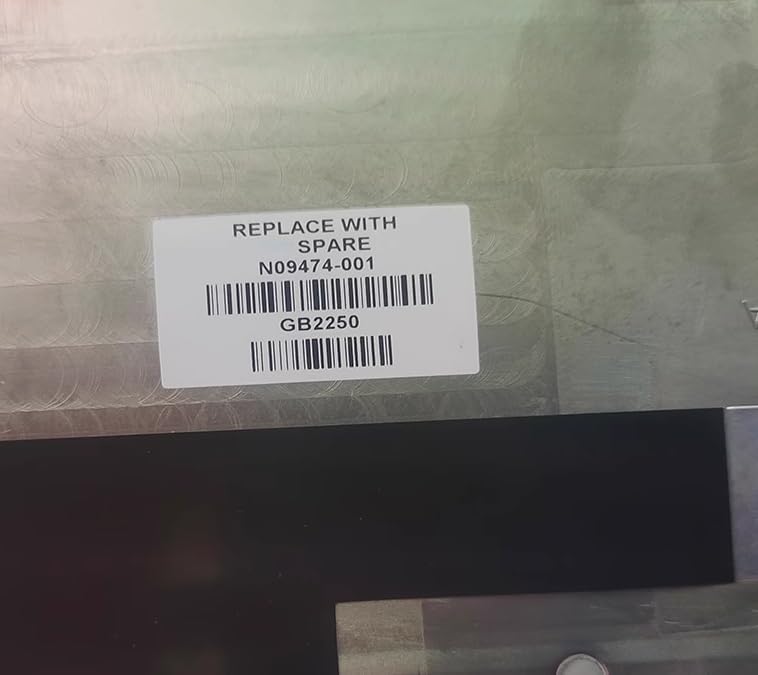 REPLACE WITH
SPARE
N09474-001
GB2250